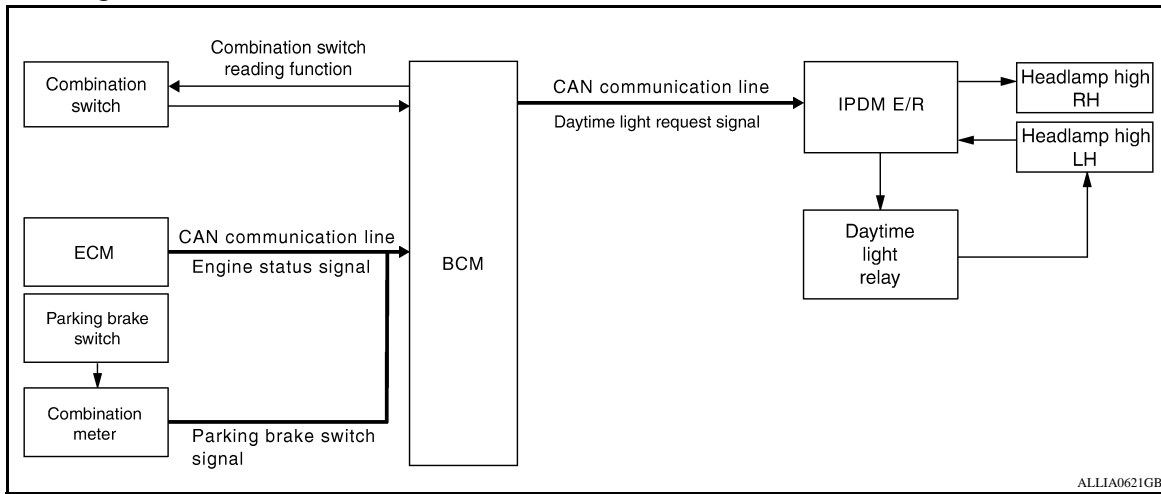 Combination switch
reading function
Combination
switch
CAN communication line
Daytime light request signal
IPDM E/R
Headlamp high
RH
Headlamp high
LH
ECM
CAN communication line
Engine status signal
BCM
Daytime
light
relay
Parking brake
switch
Combination
meter
Parking brake switch
signal
ALLIA0621GB